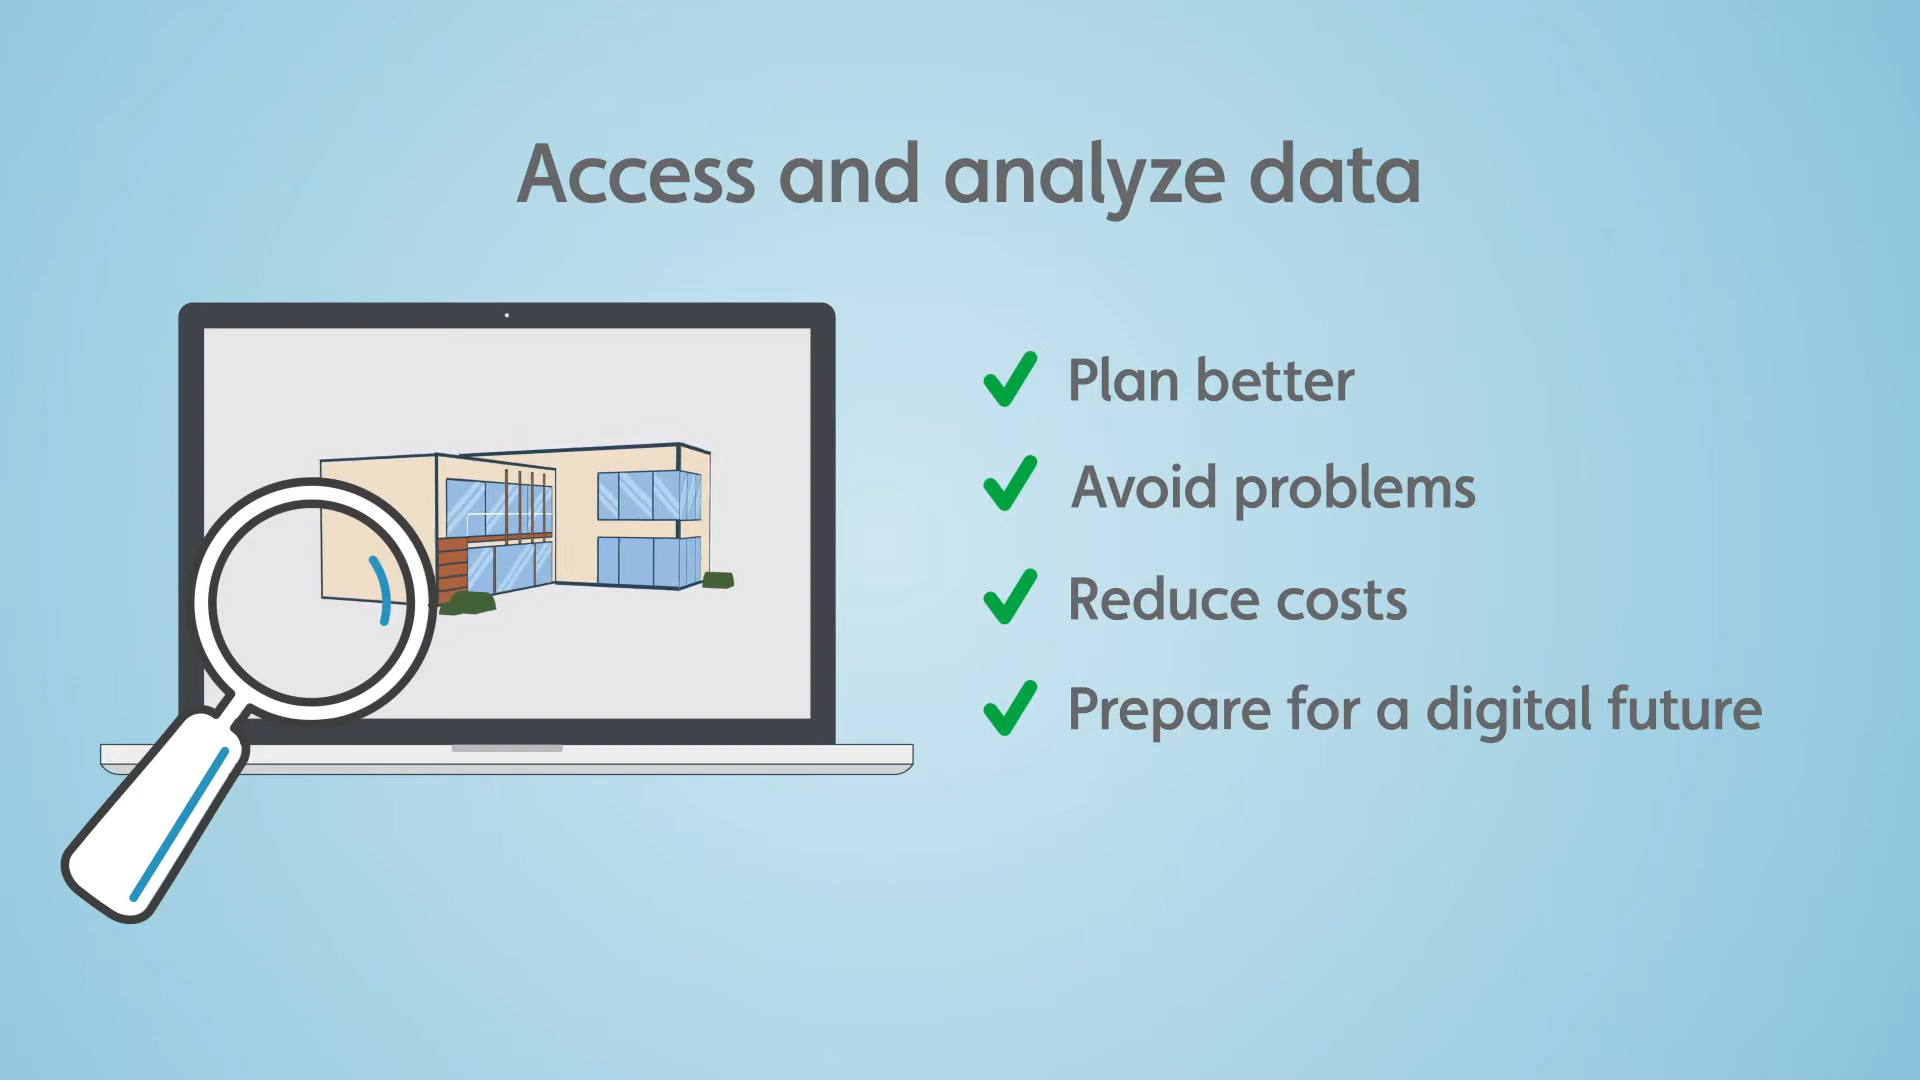 Access and analyze data
Plan better
Avoid problems
Reduce costs
Prepare for a digital future